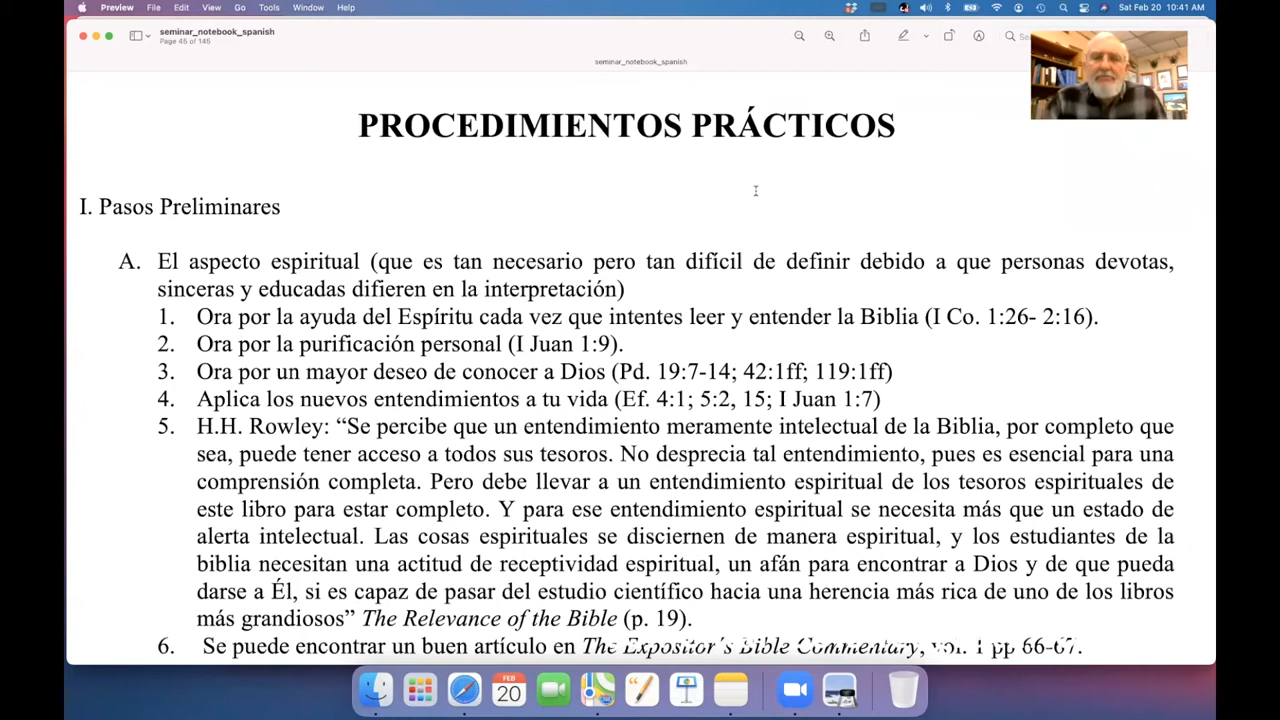 Preview File Edit View Go Tools Window Help
Sat Feb 20 10:41 AM
seminar_notebook_spanish
Page 45 of 145
seminar_notebook_spanish
PROCEDIMIENTOS PRÁCTICOS
I. Pasos Preliminares
A. El aspecto espiritual (que es tan necesario pero tan difícil de definir debido a que personas devotas,
sinceras y educadas difieren en la interpretación)
1. Ora por la ayuda del Espíritu cada vez que intentes leer y entender la Biblia (I Co. 1:26- 2:16).
2. Ora por la purificación personal (I Juan 1:9).
3. Ora por un mayor deseo de conocer a Dios (Pd. 19:7-14; 42:1ff; 119:1ff)
4. Aplica los nuevos entendimientos a tu vida (Ef. 4:1; 5:2, 15; I Juan 1:7)
5. H.H. Rowley: “Se percibe que un entendimiento meramente intelectual de la Biblia, por completo que
sea, puede tener acceso a todos sus tesoros. No desprecia tal entendimiento, pues es esencial para una
comprensión completa. Pero debe llevar a un entendimiento espiritual de los tesoros espirituales de
este libro para estar completo. Y para ese entendimiento espiritual se necesita más que un estado de
alerta intelectual. Las cosas espirituales se disciernen de manera espiritual, y los estudiantes de la
biblia necesitan una actitud de receptividad espiritual, un afán para encontrar a Dios y de que pueda
darse a Él, si es capaz de pasar del estudio científico hacia una herencia más rica de uno de los libros
más grandiosos” The Relevance of the Bible (p. 19).
6. Se puede encontrar un buen artículo en The Expositor’s Bible Commentary, vol. 1 pp 66-67.
FEB
20